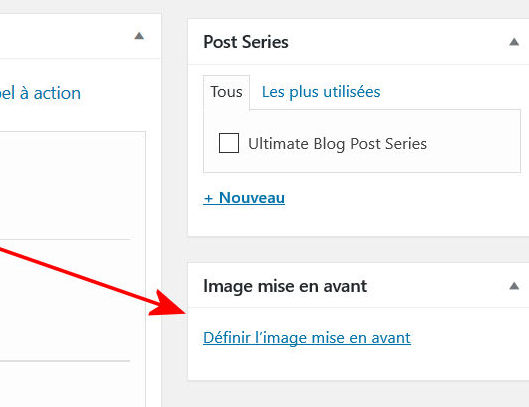 Post Series
el à action
Tous Les plus utilisées
Ultimate Blog Post Series
+ Nouveau
Image mise en avant
Définir l'image mise en avant